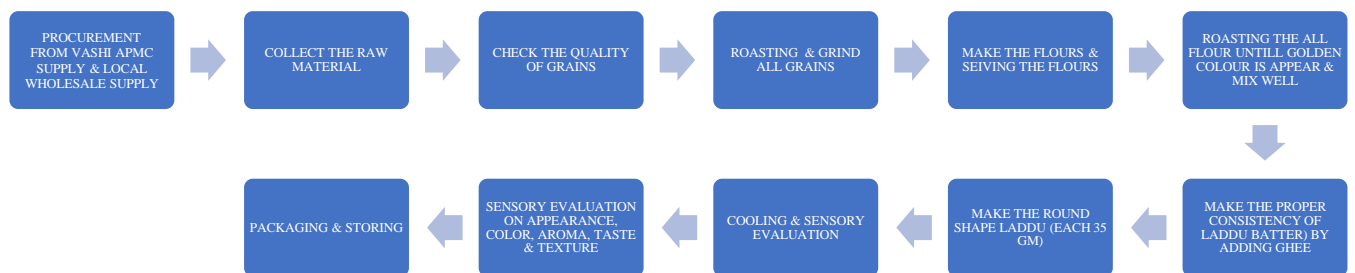 PROCUREMENT
FROM VASHI APMC
SUPPLY & LOCAL
WHOLESALE SUPPLY
COLLECT THE RAW
MATERIAL
CHECK THE QUALITY
OF GRAINS
ROASTING & GRIND
ALL GRAINS
MAKE THE FLOURS &
SEIVING THE FLOURS
ROASTING THE ALL
FLOUR UNTILL GOLDEN
COLOUR IS APPEAR &
MIX WELL
MAKE THE PROPER
CONSISTENCY OF
LADDU BATTER) BY
ADDING GHEE
MAKE THE ROUND
SHAPE LADDU (EACH 35
GM)
COOLING & SENSORY
EVALUATION
SENSORY EVALUATION
ON APPEARANCE,
COLOR, AROMA, TASTE
& TEXTURE
PACKAGING & STORING